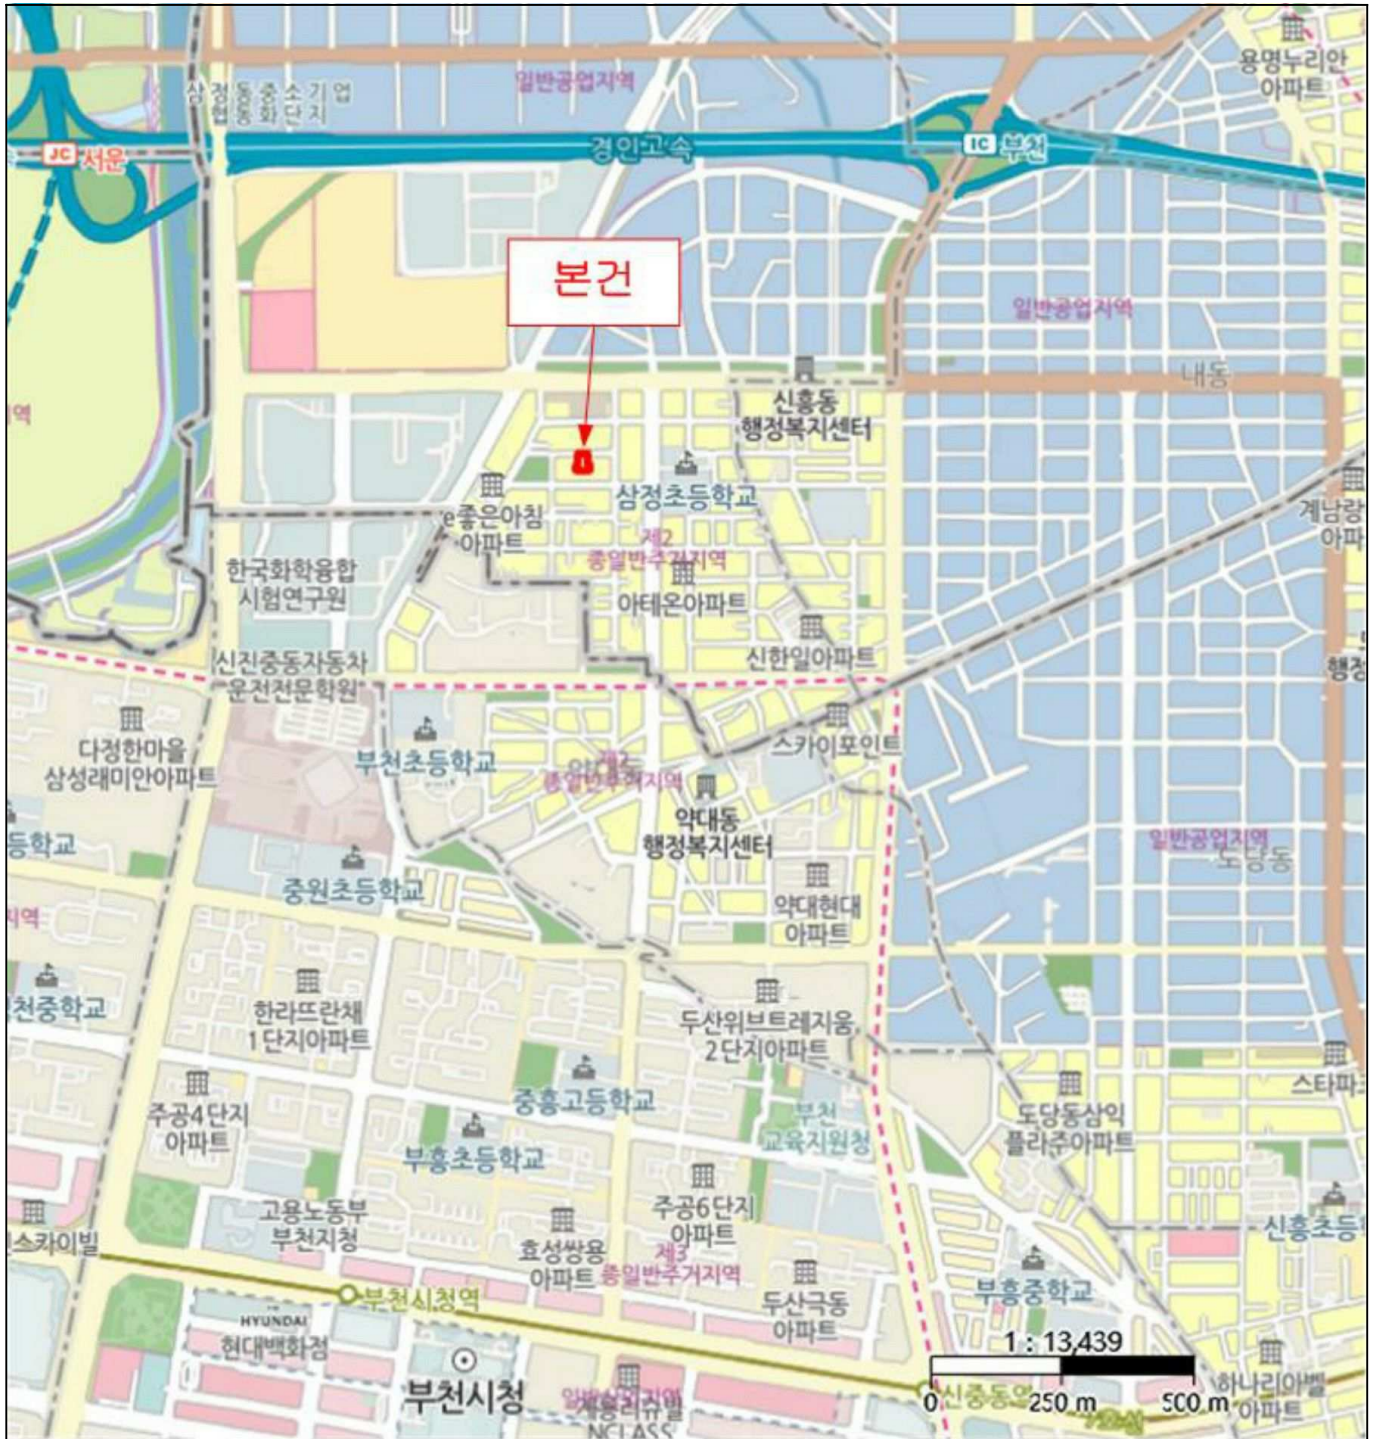 용명누리안
아파트
일반공업지역
삼정동중소기업
협동화단지
경인고속
IC 부천
JC 서운
본건
일반공업지역
내동
신흥동
행정복지센터
삼정초등학교
e좋은아침
아파트
제2
종일반주거지역
아테온아파트
한국화학융합
시험연구원
신한일아파트
신진중동자동차
운전전문학원
스카이포인트
다정한마을
삼성래미안아파트
부천초등학교
제2
종일반주거지역
약대동
행정복지센터
일반공업지역
도당동
중원초등학교
약대현대
아파트
한라뜨란채
1단지아파트
두산위브트레지움
2단지아파트
중흥고등학교
부천
교육지원청
도당동삼익
플라주아파트
주공4단지
아파트
부흥초등학교
주공6단지
아파트
고용노동부
부천지청
효성쌍용
아파트
제3
종일반주거지역
두산극동
아파트
부흥중학교
부천시청역
HYUNDAI
현대백화점
부천시청
신중동역
하나리아벨
아파트
1 : 13,439
0 250 m 500 m